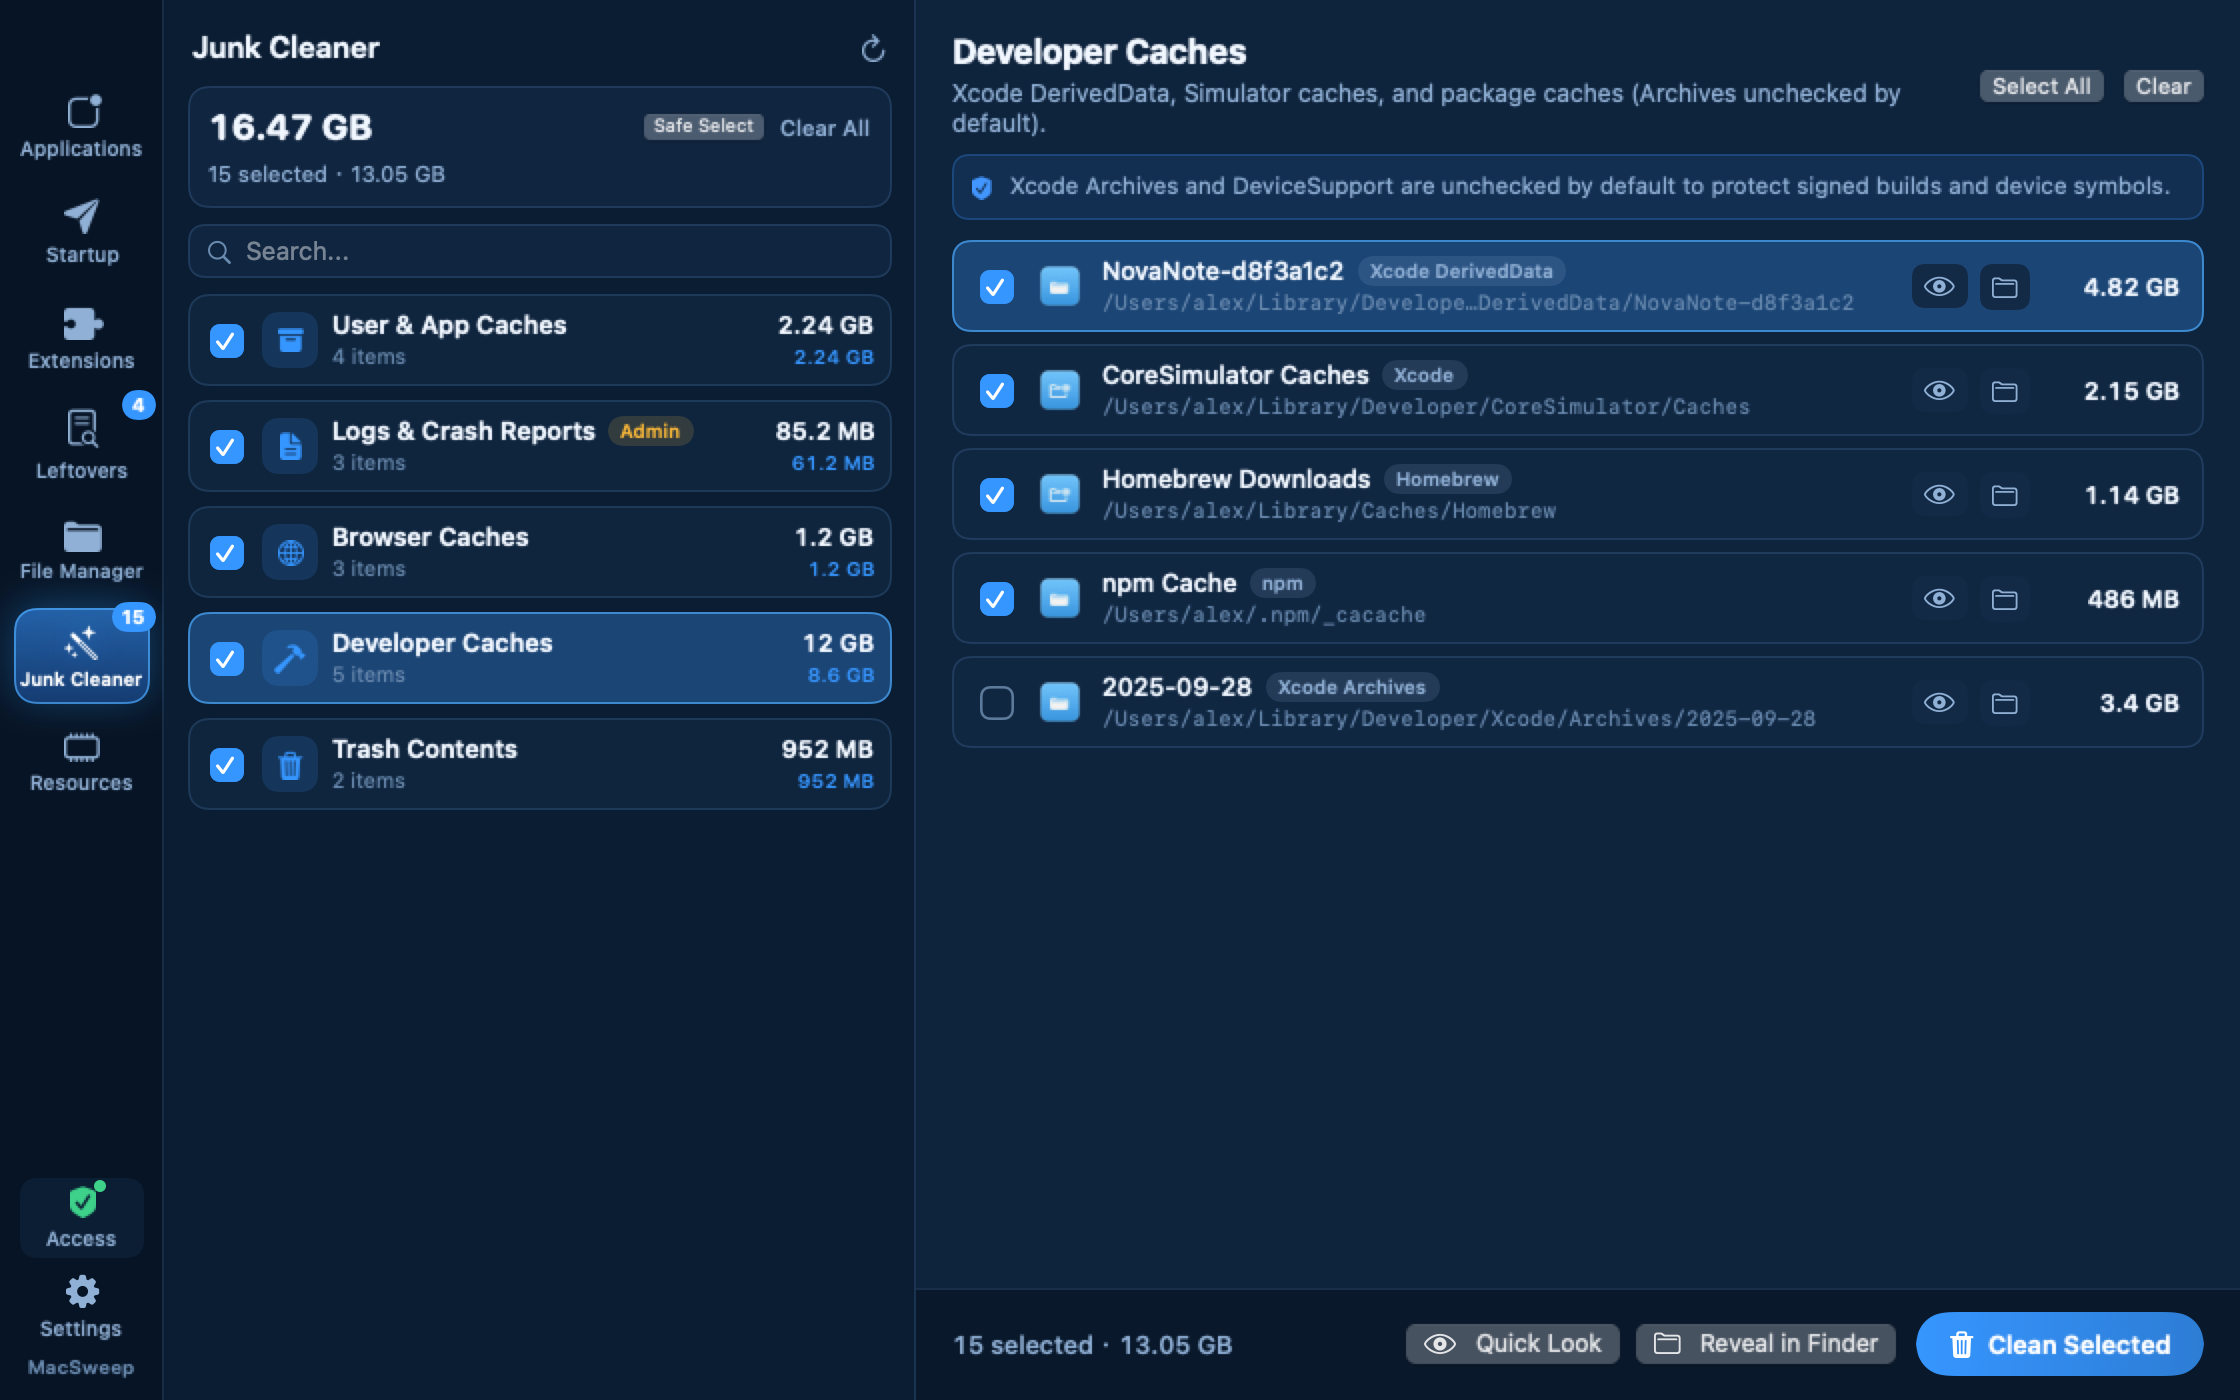 Applications
Startup
Extensions
4
Leftovers
File Manager
15
Junk Cleaner
Resources
Access
Settings
MacSweep
Junk Cleaner
16.47 GB
Safe Select
Clear All
15 selected · 13.05 GB
Search...
User & App Caches
2.24 GB
4 items
2.24 GB
Logs & Crash Reports
Admin
85.2 MB
3 items
61.2 MB
Browser Caches
1.2 GB
3 items
1.2 GB
Developer Caches
12 GB
5 items
8.6 GB
Trash Contents
952 MB
2 items
952 MB
Developer Caches
Xcode DerivedData, Simulator caches, and package caches (Archives unchecked by
default).
Select All
Clear
Xcode Archives and DeviceSupport are unchecked by default to protect signed builds and device symbols.
NovaNote-d8f3a1c2
Xcode DerivedData
/Users/alex/Library/Develope…DerivedData/NovaNote-d8f3a1c2
4.82 GB
CoreSimulator Caches
Xcode
/Users/alex/Library/Developer/CoreSimulator/Caches
2.15 GB
Homebrew Downloads
Homebrew
/Users/alex/Library/Caches/Homebrew
1.14 GB
npm Cache
npm
/Users/alex/.npm/_cacache
486 MB
2025-09-28
Xcode Archives
/Users/alex/Library/Developer/Xcode/Archives/2025-09-28
3.4 GB
15 selected · 13.05 GB
Quick Look
Reveal in Finder
Clean Selected